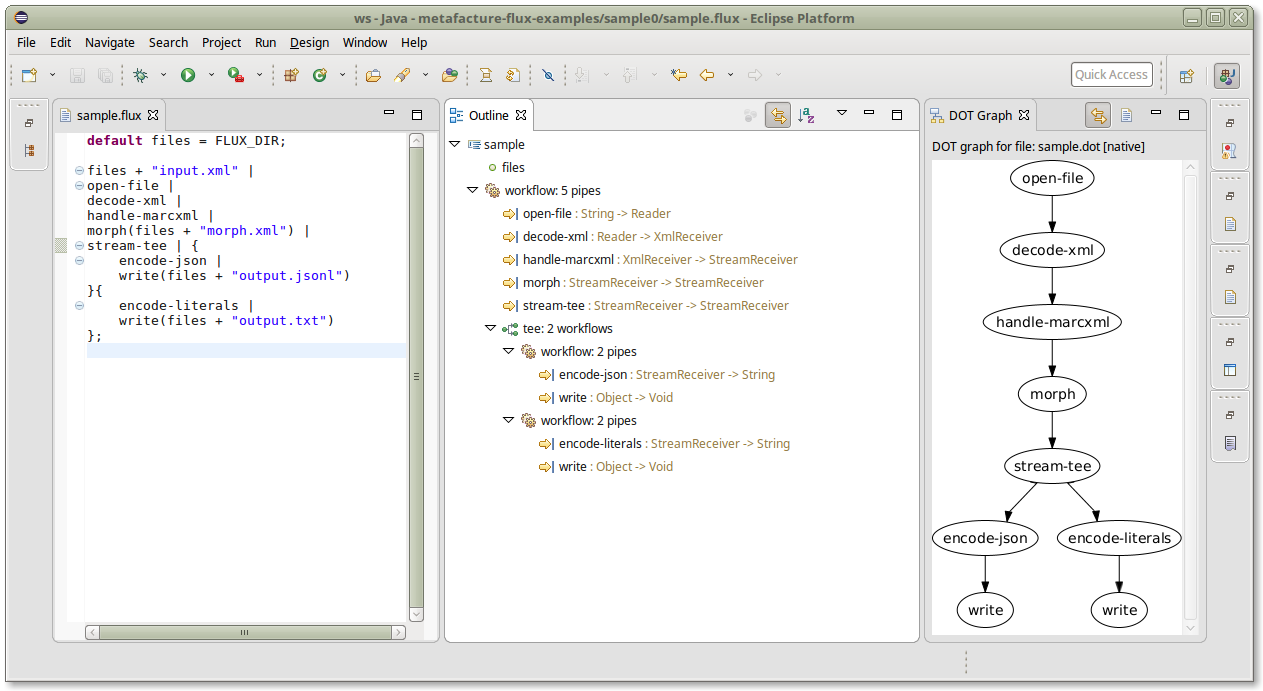 ws - Java - metafacture-flux-examples/sample0/sample.flux - Eclipse Platform
File Edit Navigate Search Project Run Design Window Help
Quick Access
sample.flux
default files = FLUX_DIR;
files + "input.xml" |
open-file |
decode-xml |
handle-marcxml |
morph(files + "morph.xml") |
stream-tee | {
encode-json |
write(files + "output.jsonl")
}{
encode-literals |
write(files + "output.txt")
};
Outline
sample
files
workflow: 5 pipes
open-file : String -> Reader
decode-xml : Reader -> XmlReceiver
handle-marcxml : XmlReceiver -> StreamReceiver
morph : StreamReceiver -> StreamReceiver
stream-tee : StreamReceiver -> StreamReceiver
tee: 2 workflows
workflow: 2 pipes
encode-json : StreamReceiver -> String
write : Object -> Void
workflow: 2 pipes
encode-literals : StreamReceiver -> String
write : Object -> Void
DOT Graph
DOT graph for file: sample.dot [native]
open-file
decode-xml
handle-marcxml
morph
stream-tee
encode-json encode-literals
write write